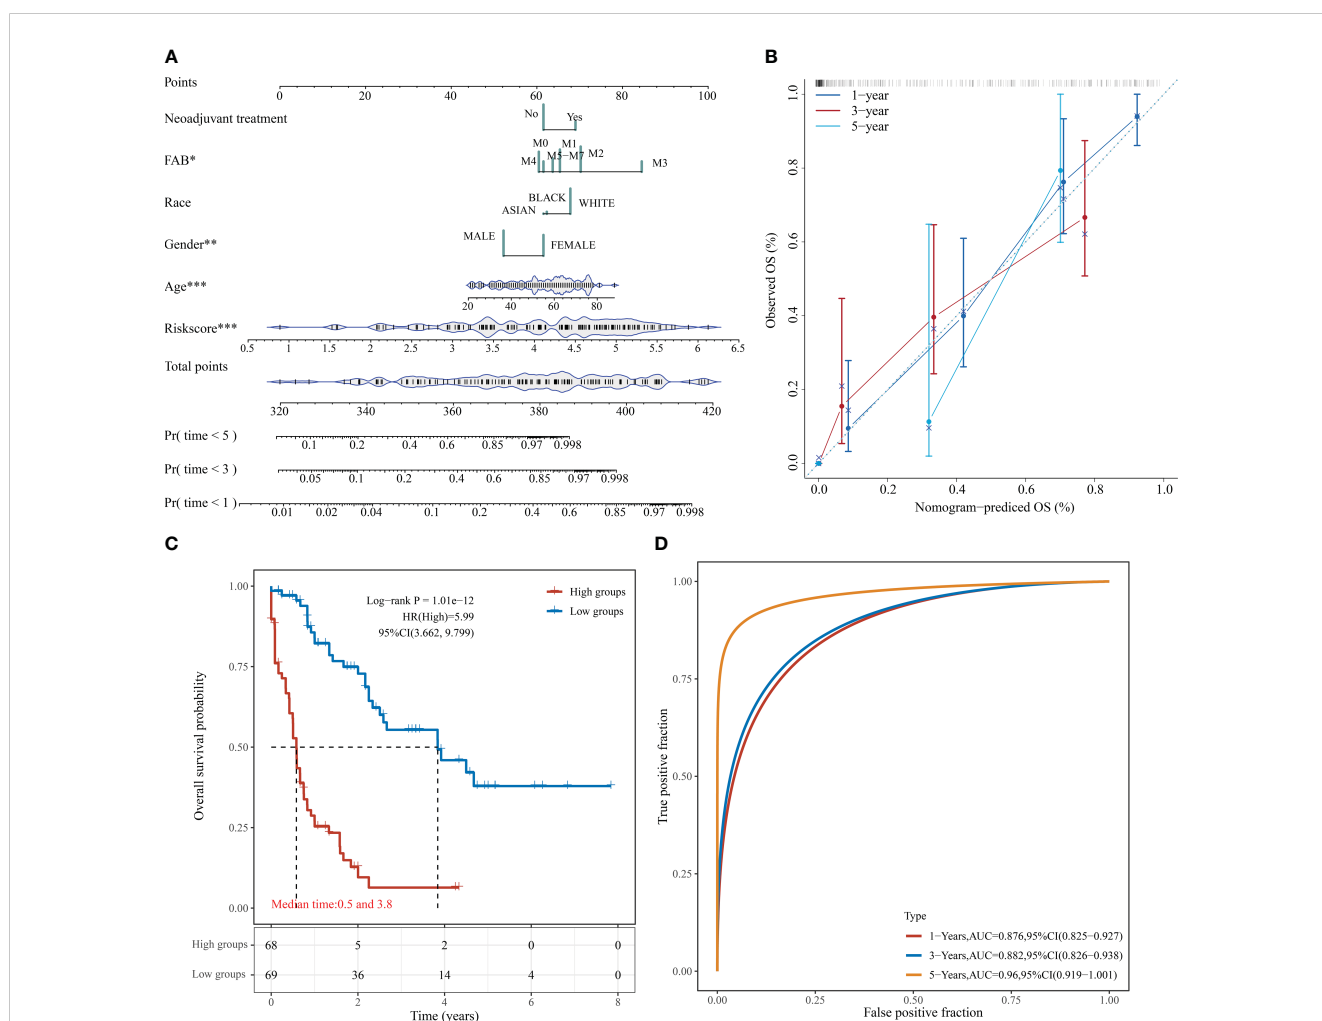 A
Points
0 20 40 60 80 100
Neoadjuvant treatment
No Yes
FAB*
M4 M0 M5−M7 M1 M2 M3
Race
ASIAN BLACK WHITE
Gender**
MALE FEMALE
Age***
20 40 60 80
Riskscore***
0.5 1 1.5 2 2.5 3 3.5 4 4.5 5 5.5 6 6.5
Total points
320 340 360 380 400 420
Pr( time < 5 )
0.1 0.2 0.4 0.6 0.85 0.97 0.998
Pr( time < 3 )
0.05 0.1 0.2 0.4 0.6 0.85 0.97 0.998
Pr( time < 1 )
0.01 0.02 0.04 0.1 0.2 0.4 0.6 0.85 0.97 0.998
B
1−year
3−year
5−year
Observed OS (%)
1.0
0.8
0.6
0.4
0.2
0.0
0.0 0.2 0.4 0.6 0.8 1.0
Nomogram−prediced OS (%)
C
Log−rank P = 1.01e−12
HR(High)=5.99
95%CI(3.662, 9.799)
High groups
Low groups
Overall survival probability
1.00
0.75
0.50
0.25
0.00
Median time:0.5 and 3.8
High groups 68 5 2 0 0
Low groups 69 36 14 4 0
0 2 4 6 8
Time (years)
D
True positive fraction
1.00
0.75
0.50
0.25
0.00
Type
1−Years,AUC=0.876,95%CI(0.825−0.927)
3−Years,AUC=0.882,95%CI(0.826−0.938)
5−Years,AUC=0.96,95%CI(0.919−1.001)
0.00 0.25 0.50 0.75 1.00
False positive fraction